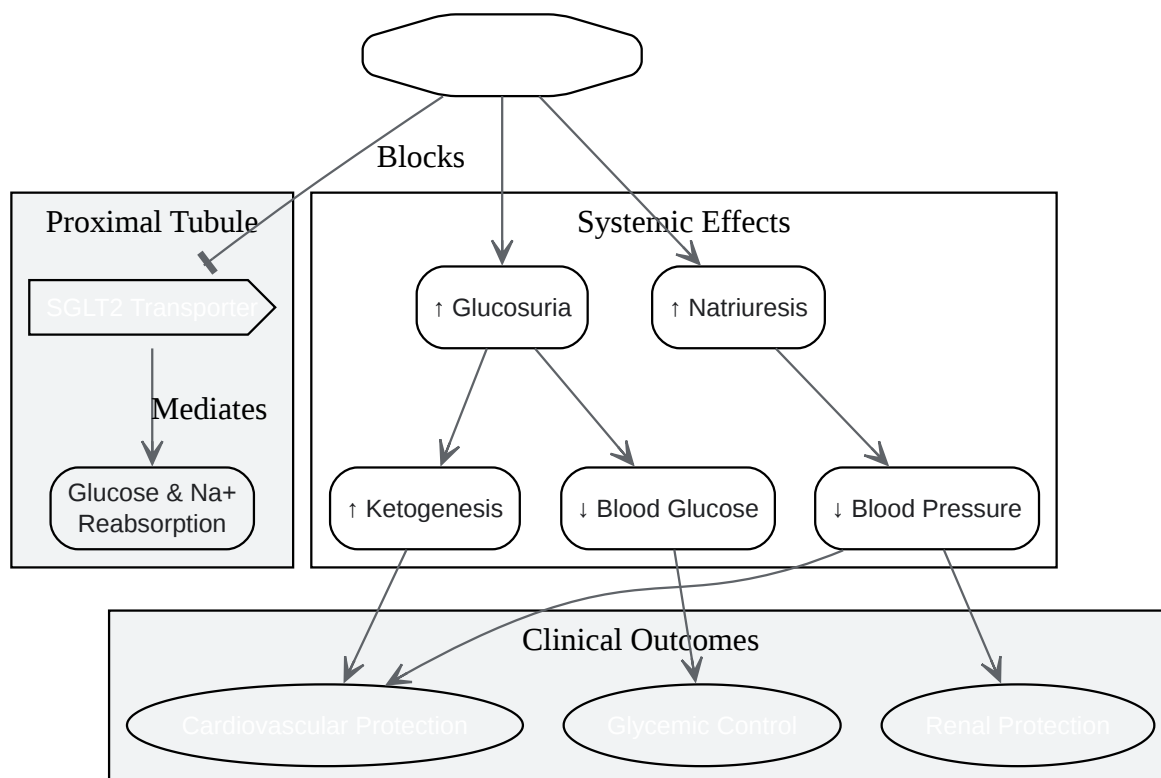 Blocks
Proximal Tubule
Systemic Effects
SGLT2 Transporter
↑ Glucosuria
↑ Natriuresis
Mediates
Glucose & Na+
Reabsorption
↑ Ketogenesis
↓ Blood Glucose
↓ Blood Pressure
Clinical Outcomes
Cardiovascular Protection
Glycemic Control
Renal Protection